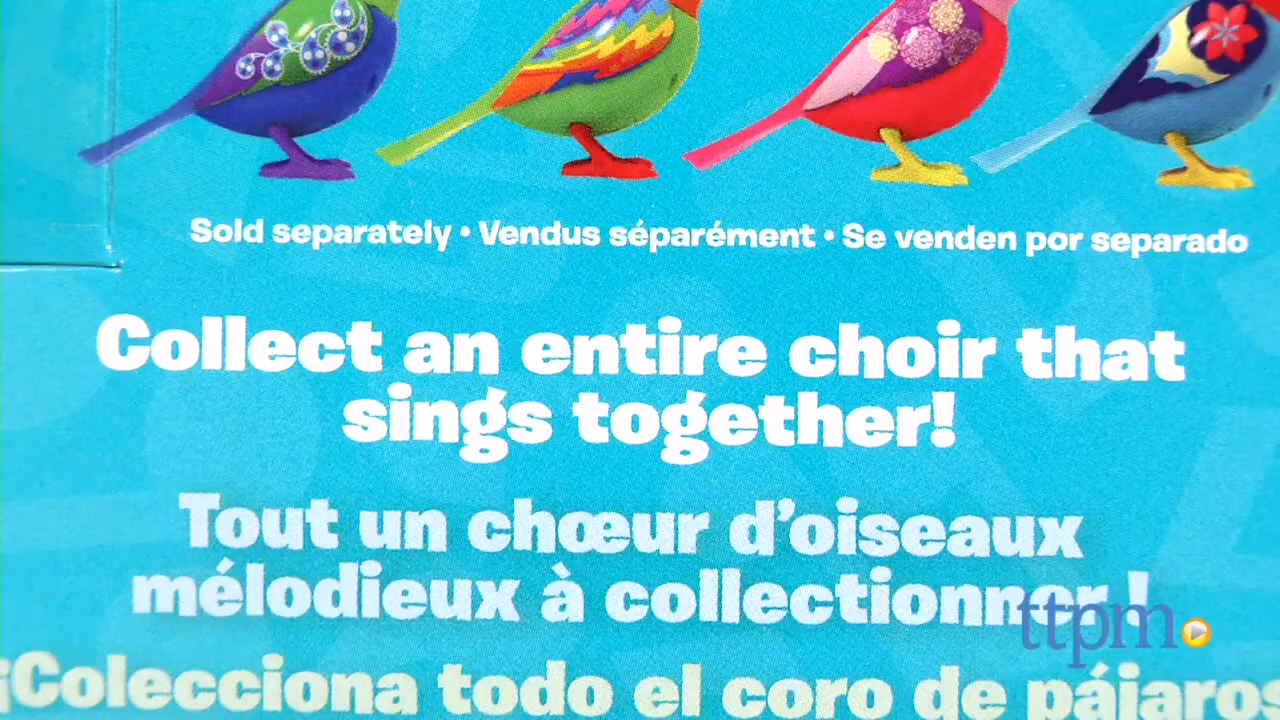 Sold separately • Vendus séparément • Se venden por separado
Collect an entire choir that
sings together!
Tout un chœur d'oiseaux
mélodieux à collectionner !
ttpm
¡Colecciona todo el coro de pájaros